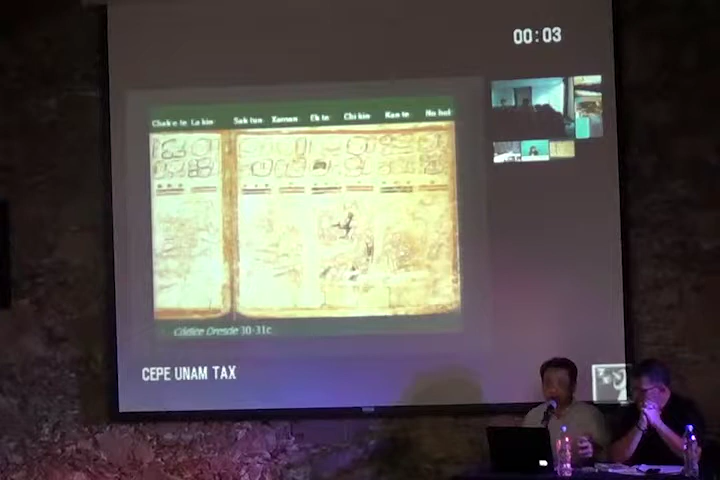 00:03
Chak e te La kin Sak tun Xaman Ek te Chi kin Kan te No hol
Códice Dresde 30-31c
CEPE UNAM TAX